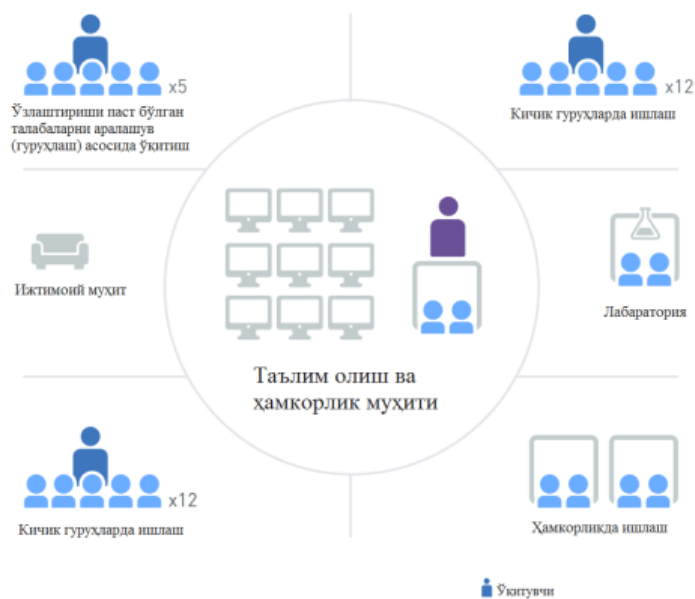 x5
Ўзлаштириши паст бўлган
талабаларни аралашув
(гуруҳлаш) асосида ўқитиш
x12
Кичик гуруҳларда ишлаш
Ижтимоий муҳит
Лабаратория
Таълим олиш ва
ҳамкорлик муҳити
x12
Кичик гуруҳларда ишлаш
Ҳамкорликда ишлаш
Ўқитувчи